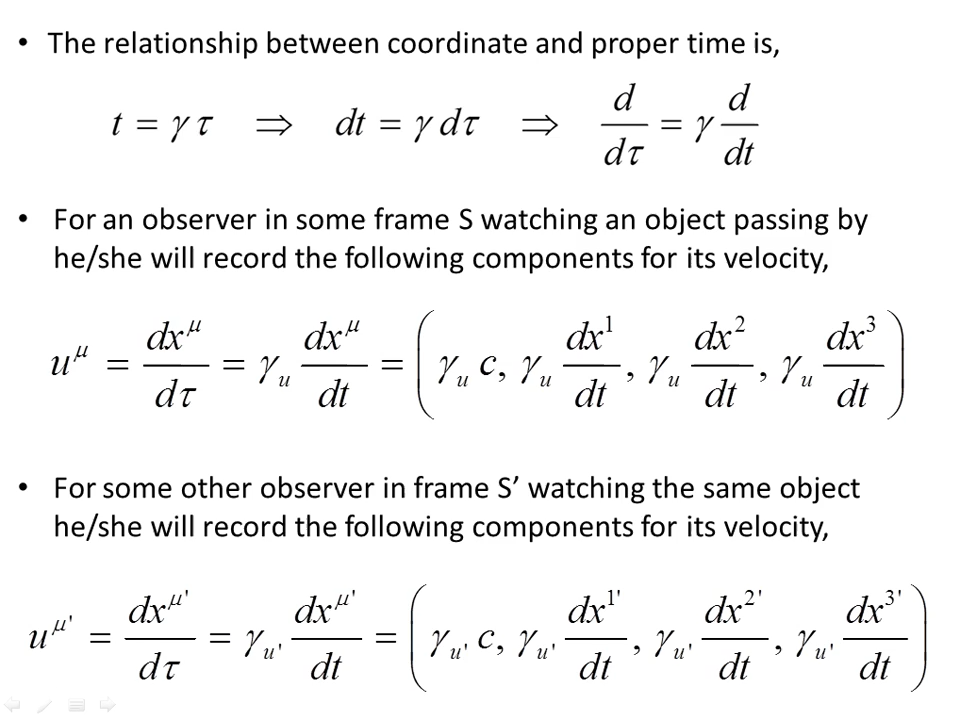 • The relationship between coordinate and proper time is,
t = γ τ ⇒ dt = γ dτ ⇒ d/dτ = γ d/dt
• For an observer in some frame S watching an object passing by
he/she will record the following components for its velocity,
u^μ = dx^μ/dτ = γ_u dx^μ/dt = (γ_u c, γ_u dx^1/dt, γ_u dx^2/dt, γ_u dx^3/dt)
• For some other observer in frame S’ watching the same object
he/she will record the following components for its velocity,
u^μ' = dx^μ'/dτ = γ_u' dx^μ'/dt = (γ_u' c, γ_u' dx^1'/dt, γ_u' dx^2'/dt, γ_u' dx^3'/dt)